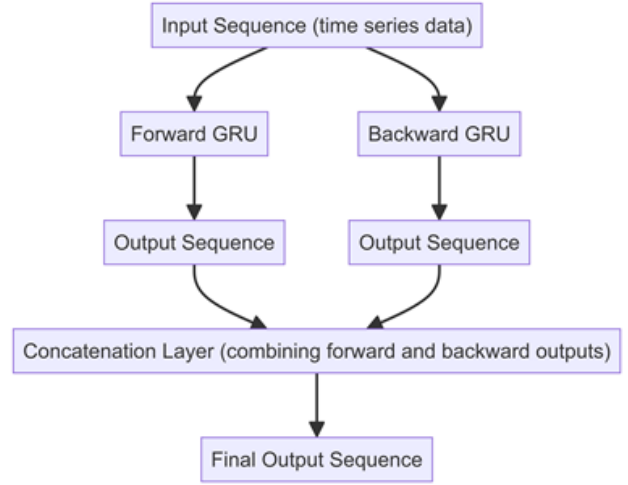 Input Sequence (time series data)
Forward GRU
Backward GRU
Output Sequence
Output Sequence
Concatenation Layer (combining forward and backward outputs)
Final Output Sequence